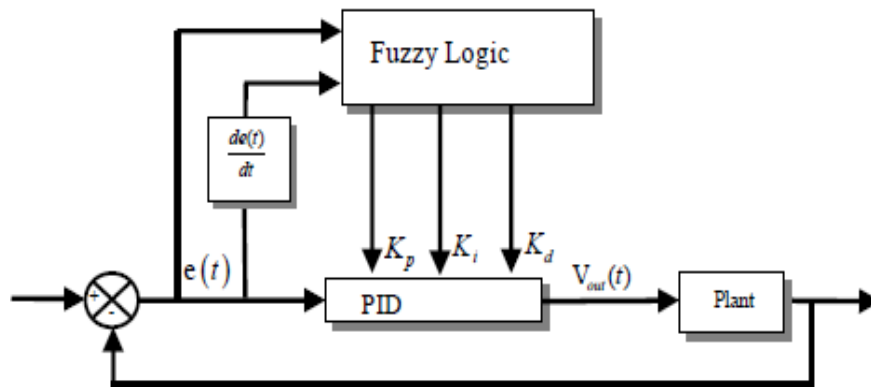 Fuzzy Logic
de(t)
dt
K_p K_i K_d
e(t)
V_out(t)
PID
Plant
+
-